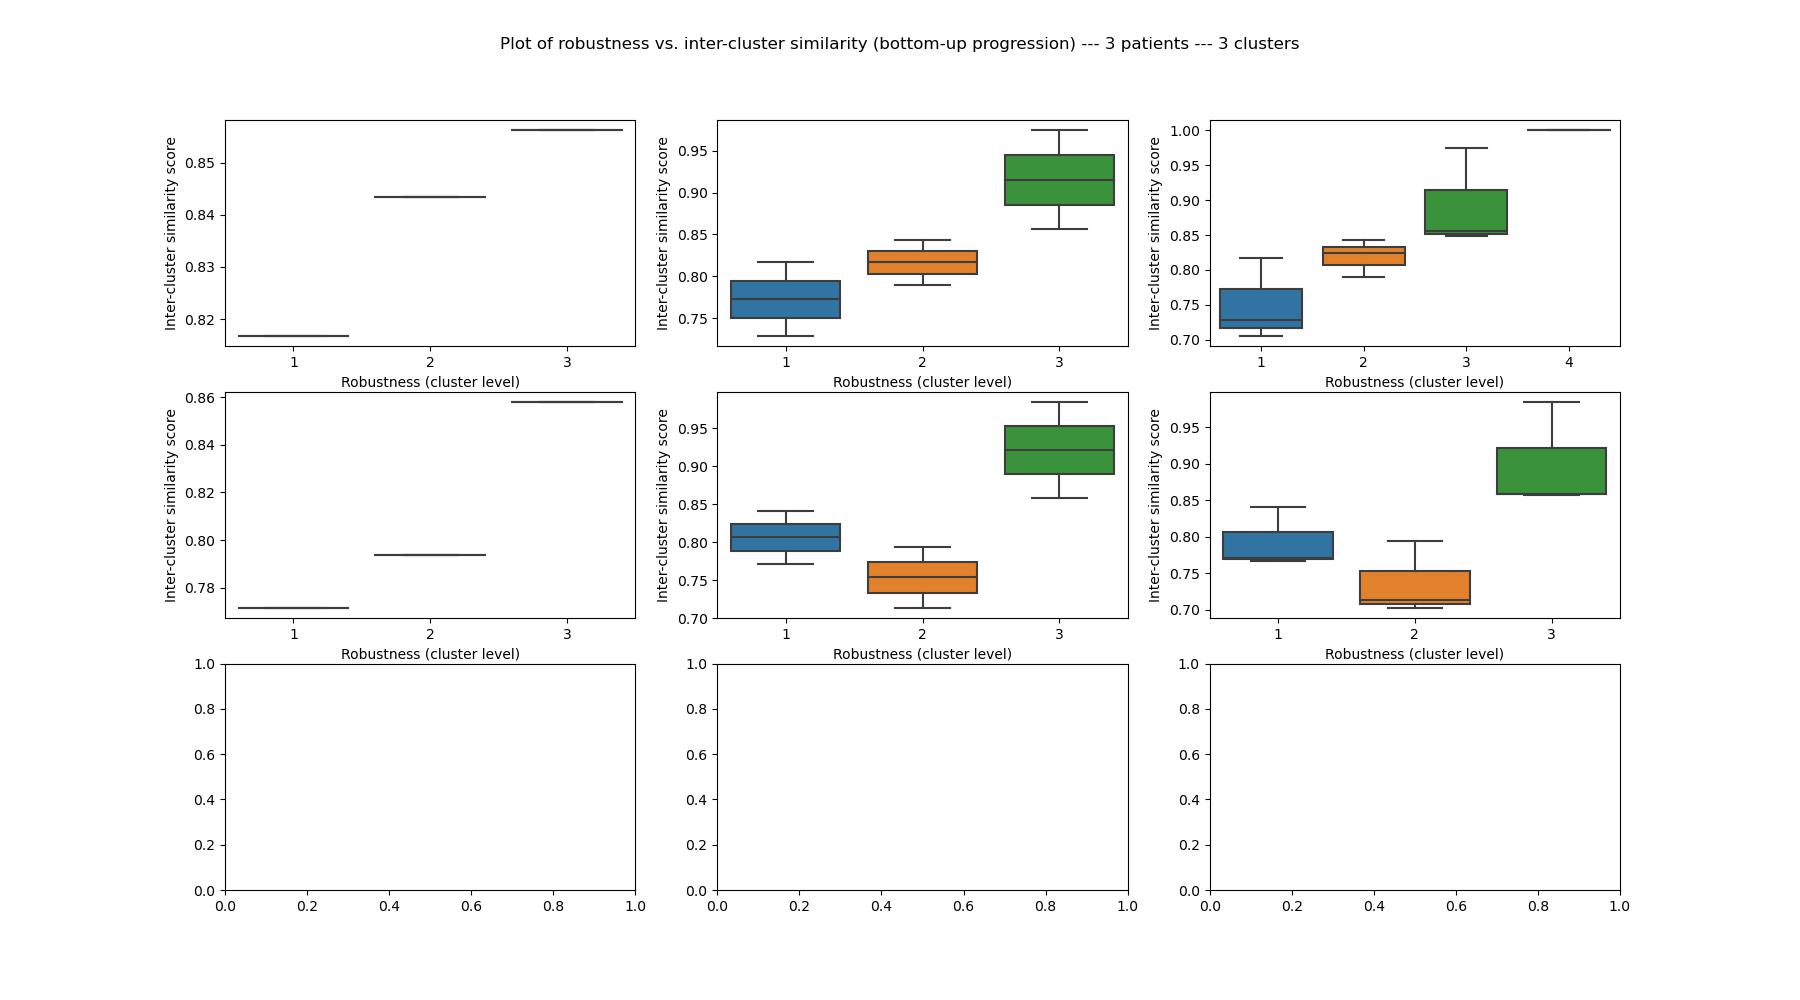 Plot of robustness vs. inter-cluster similarity (bottom-up progression) --- 3 patients --- 3 clusters
Inter-cluster similarity score
0.85
0.84
0.83
0.82
1 2 3
Robustness (cluster level)
Inter-cluster similarity score
0.95
0.90
0.85
0.80
0.75
1 2 3
Robustness (cluster level)
Inter-cluster similarity score
1.00
0.95
0.90
0.85
0.80
0.75
0.70
1 2 3 4
Robustness (cluster level)
Inter-cluster similarity score
0.86
0.84
0.82
0.80
0.78
1 2 3
Robustness (cluster level)
Inter-cluster similarity score
0.95
0.90
0.85
0.80
0.75
0.70
1 2 3
Robustness (cluster level)
Inter-cluster similarity score
0.95
0.90
0.85
0.80
0.75
0.70
1 2 3
Robustness (cluster level)
1.0
0.8
0.6
0.4
0.2
0.0
0.0 0.2 0.4 0.6 0.8 1.0
1.0
0.8
0.6
0.4
0.2
0.0
0.0 0.2 0.4 0.6 0.8 1.0
1.0
0.8
0.6
0.4
0.2
0.0
0.0 0.2 0.4 0.6 0.8 1.0